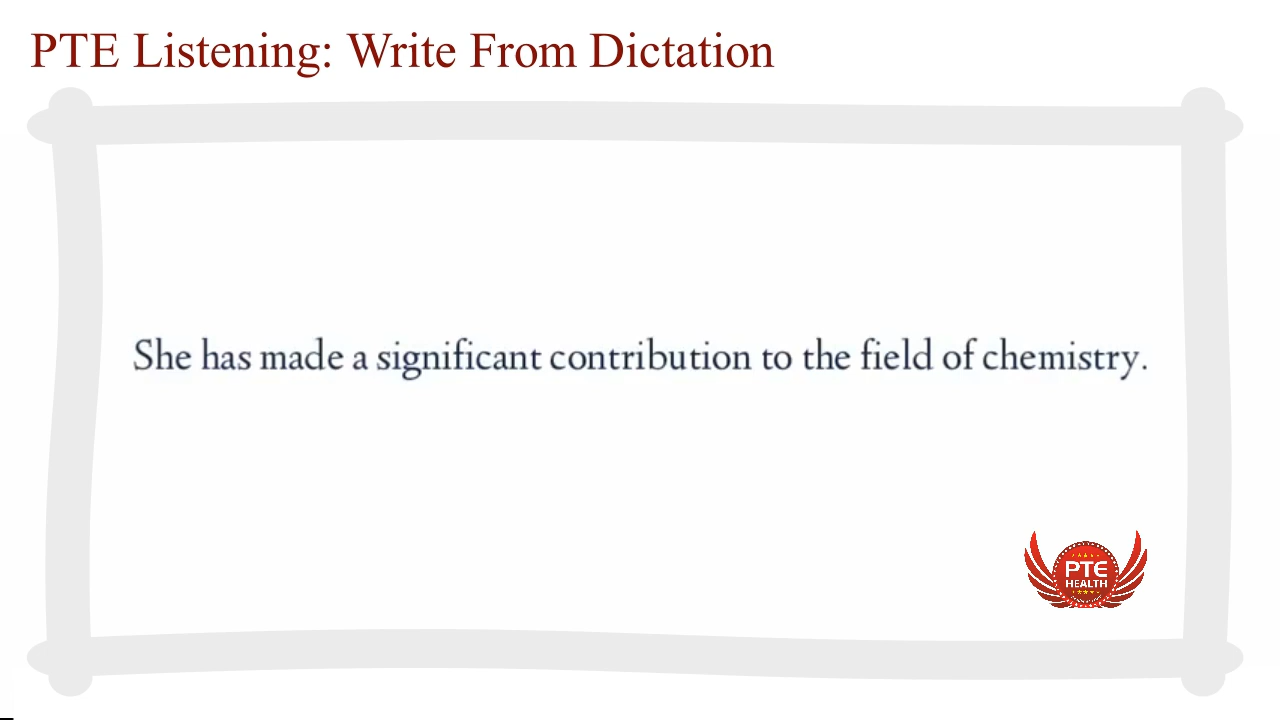 PTE Listening: Write From Dictation
She has made a significant contribution to the field of chemistry.
PTE
HEALTH